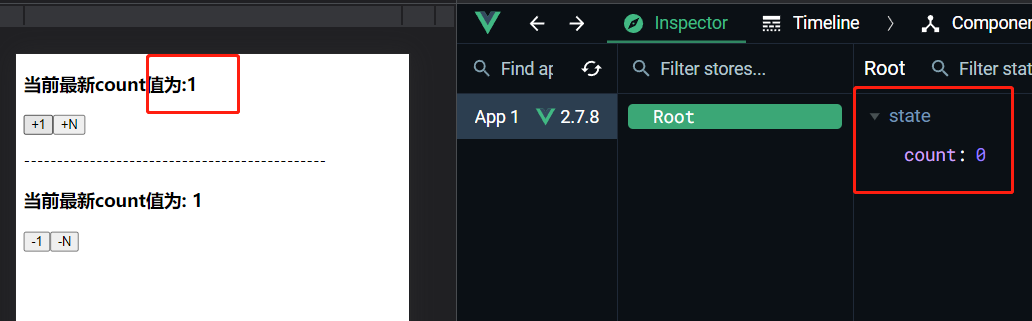 当前最新count值为:1
+1 +N
-----------------------------------------------
当前最新count值为: 1
-1 -N
Inspector Timeline Componen
Find ap Filter stores... Root Filter stat
App 1 2.7.8 Root state
count: 0